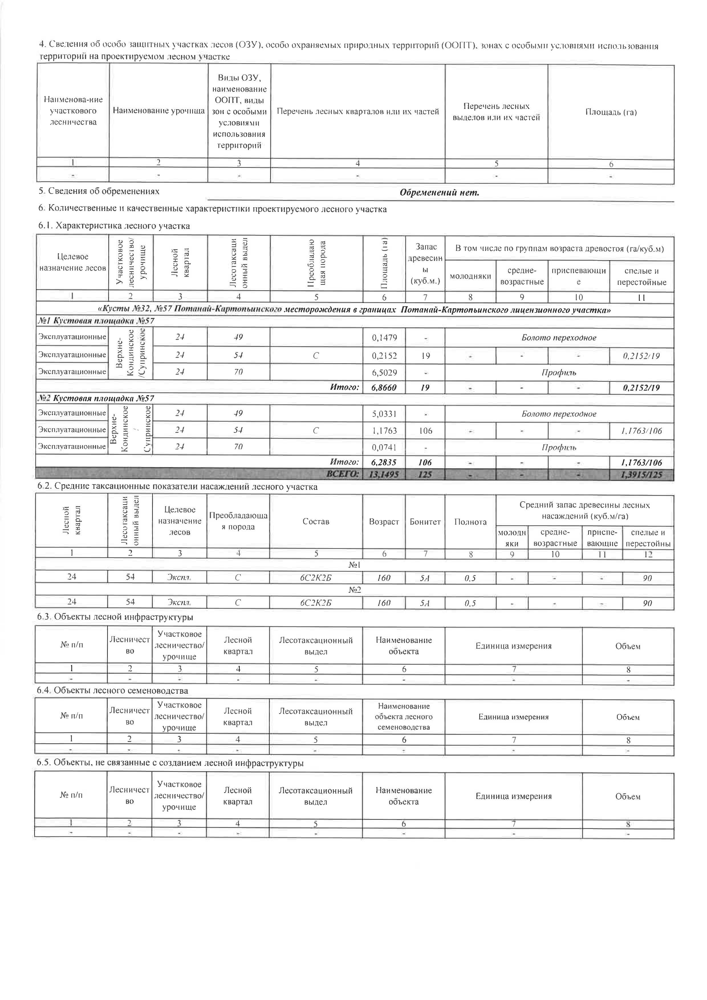 4. Сведения об особо защитных участках лесов (ОЗУ), особо охраняемых природных территорий (ООПТ), зонах с особыми условиями использования
территорий на проектируемом лесном участке
Наименова-ние участкового лесничества | Наименование урочища | Виды ОЗУ, наименование ООПТ, виды зон с особыми условиями использовния территорий | Перечень лесных кварталов или их частей | Перечень лесных выделов или их частей | Площадь (га)
1 | 2 | 3 | 4 | 5 | 6
- | - | - | - | - | -
5. Сведения об обременениях Обременений нет.
6. Количественные и качественные характеристики проектируемого лесного участка
6.1. Характеристика лесного участка
Целевое назначение лесов | Участковое лесничество/ урочище | Лесной квартал | Лесотаксаци онный выдел | Преобладаю щая порода | Площадь (га) | Запас древесин ы (куб.м.) | В том числе по группам возраста древостоя (га/куб.м)
молодняки | средне- возрастные | приспевающи е | спелые и перестойные
1 | 2 | 3 | 4 | 5 | 6 | 7 | 8 | 9 | 10 | 11
«Кусты №32, №57 Потанай-Картопьинского месторождения в границах Потанай-Картопьинского лицензионного участка»
№1 Кустовая площадка №57
Эксплуатационные | Верхне- Кондинское /Супринское | 24 | 49 | 0,1479 | - | Болото переходное
Эксплуатационные | 24 | 54 | С | 0,2152 | 19 | - | - | - | 0,2152/19
Эксплуатационные | 24 | 70 | 6,5029 | - | Профиль
Итого: | 6,8660 | 19 | - | - | - | 0,2152/19
№2 Кустовая площадка №57
Эксплуатационные | Верхне- Кондинское / Супринское | 24 | 49 | 5,0331 | - | Болото переходное
Эксплуатационные | 24 | 54 | С | 1,1763 | 106 | - | - | - | 1,1763/106
Эксплуатационные | 24 | 70 | 0,0741 | - | Профиль
Итого: | 6,2835 | 106 | - | - | - | 1,1763/106
ВСЕГО: | 13,1495 | 125 | - | - | - | 1,3915/125
6.2. Средние таксационные показатели насаждений лесного участка
Лесной квартал | Лесотаксаци онный выдел | Целевое назначение лесов | Преобладающа я порода | Состав | Возраст | Бонитет | Полнота | Средний запас древесины лесных насаждений (куб.м/га)
молодн яки | средне- возрастные | приспе- вающие | спелые и перестойны
1 | 2 | 3 | 4 | 5 | 6 | 7 | 8 | 9 | 10 | 11 | 12
№1
24 | 54 | Экспл. | С | 6С2К2Б | 160 | 5А | 0,5 | - | - | - | 90
№2
24 | 54 | Экспл. | С | 6С2К2Б | 160 | 5А | 0,5 | - | - | - | 90
6.3. Объекты лесной инфраструктуры
№ п/п | Лесничест во | Участковое лесничество/ урочище | Лесной квартал | Лесотаксационный выдел | Наименование объекта | Единица измерения | Объем
1 | 2 | 3 | 4 | 5 | 6 | 7 | 8
- | - | - | - | - | - | - | -
6.4. Объекты лесного семеноводства
№ п/п | Лесничест во | Участковое лесничество/ урочище | Лесной квартал | Лесотаксационный выдел | Наименование объекта лесного семеноводства | Единица измерения | Объем
1 | 2 | 3 | 4 | 5 | 6 | 7 | 8
- | - | - | - | - | - | - | -
6.5. Объекты, не связанные с созданием лесной инфраструктуры
№ п/п | Лесничест во | Участковое лесничество/ урочище | Лесной квартал | Лесотаксационный выдел | Наименование объекта | Единица измерения | Объем
1 | 2 | 3 | 4 | 5 | 6 | 7 | 8
- | - | - | - | - | - | - | -